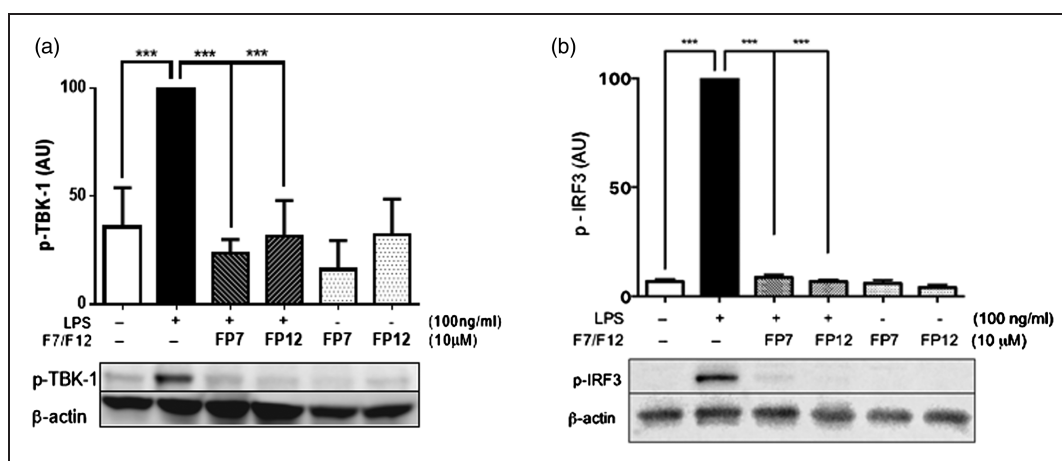 (a)
*** *** ***
100
50
0
p-TBK-1 (AU)
LPS – + + + - - (100ng/ml)
F7/F12 – – FP7 FP12 FP7 FP12 (10μM)
p-TBK-1
β-actin
(b)
*** *** ***
100
50
0
p - IRF3 (AU)
LPS – + + + - - (100 ng/ml)
F7/F12 – – FP7 FP12 FP7 FP12 (10 μM)
p-IRF3
β-actin